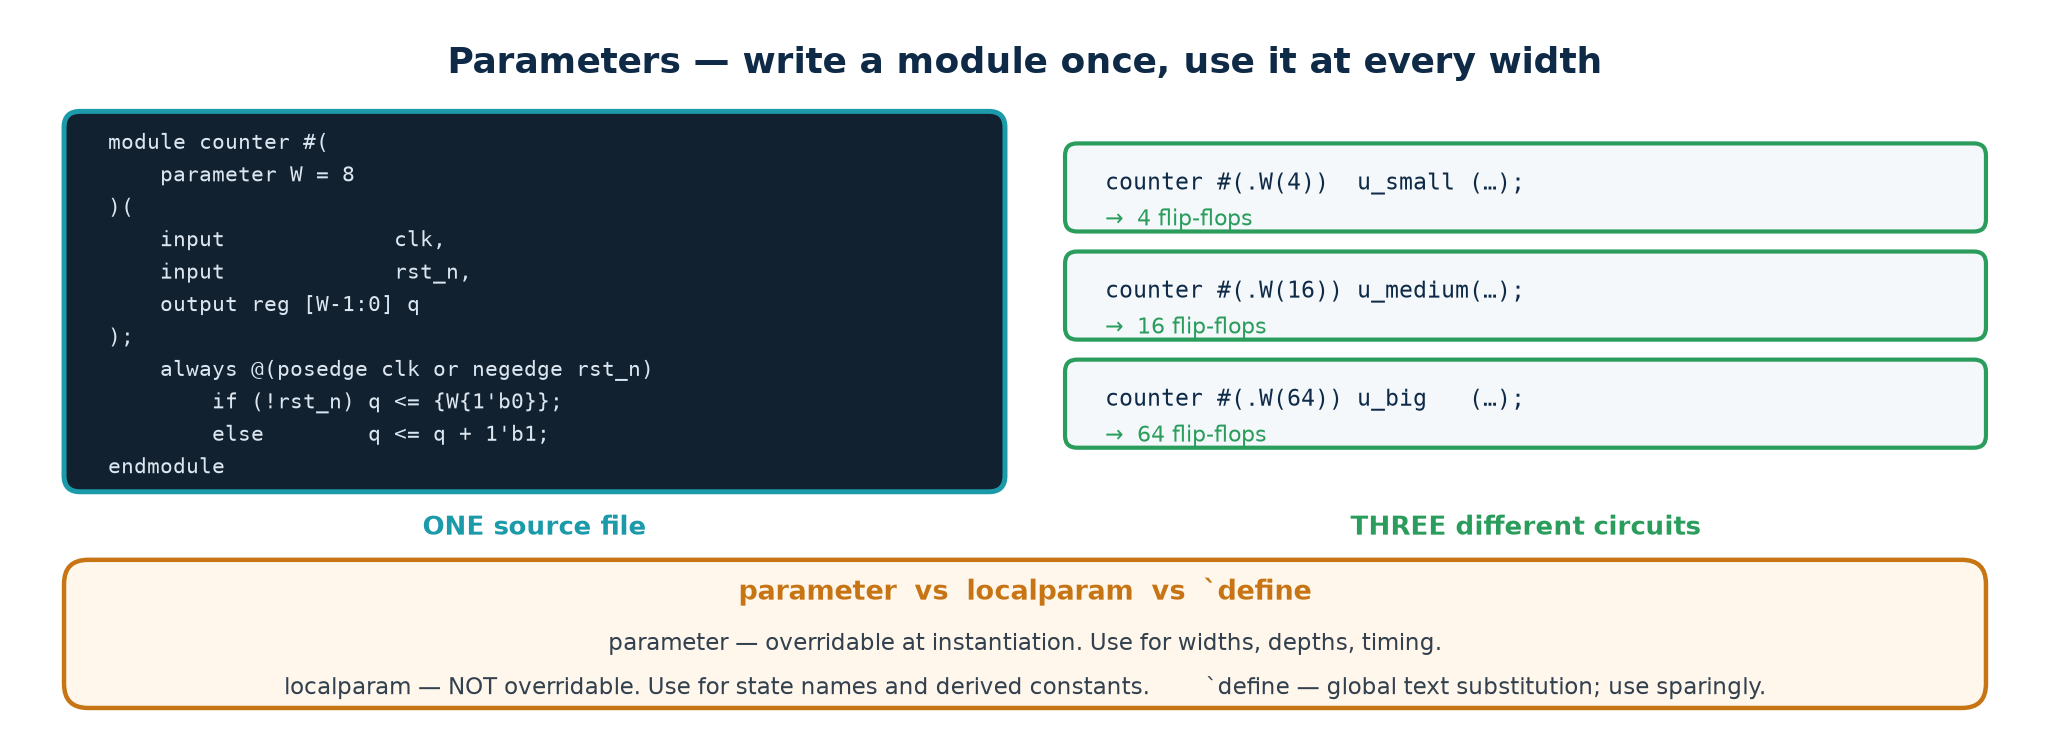 Parameters — write a module once, use it at every width
module counter #(
    parameter W = 8
)(
    input             clk,
    input             rst_n,
    output reg [W-1:0] q
);
    always @(posedge clk or negedge rst_n)
        if (!rst_n) q <= {W{1'b0}};
        else        q <= q + 1'b1;
endmodule
ONE source file
counter #(.W(4))  u_small (…);
→ 4 flip-flops
counter #(.W(16)) u_medium(…);
→ 16 flip-flops
counter #(.W(64)) u_big   (…);
→ 64 flip-flops
THREE different circuits
parameter  vs  localparam  vs  `define
parameter — overridable at instantiation. Use for widths, depths, timing.
localparam — NOT overridable. Use for state names and derived constants.        `define — global text substitution; use sparingly.